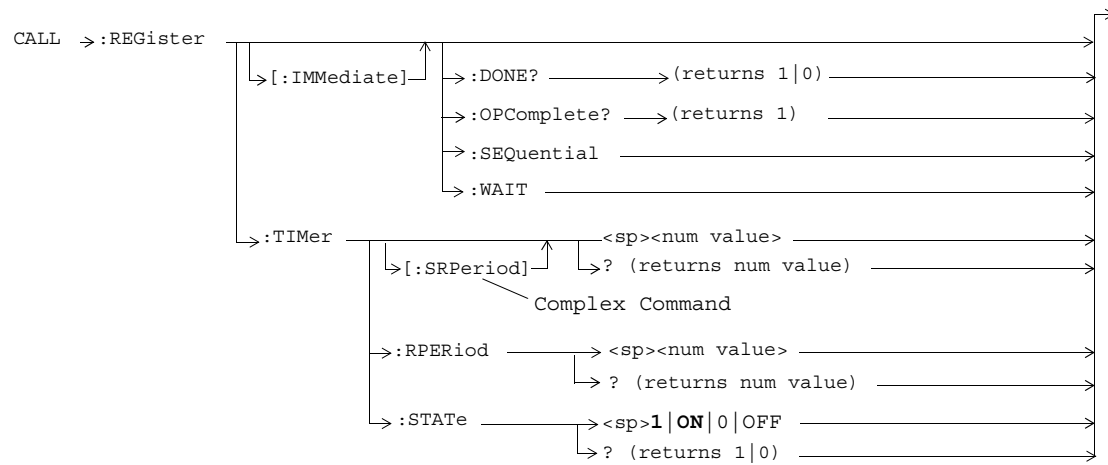 CALL :REGister
[:IMMediate]
:DONE? (returns 1|0)
:OPComplete? (returns 1)
:SEQuential
:WAIT
:TIMer <sp><num value>
[:SRPeriod] ? (returns num value)
Complex Command
:RPERiod <sp><num value>
? (returns num value)
:STATe <sp>1|ON|0|OFF
? (returns 1|0)